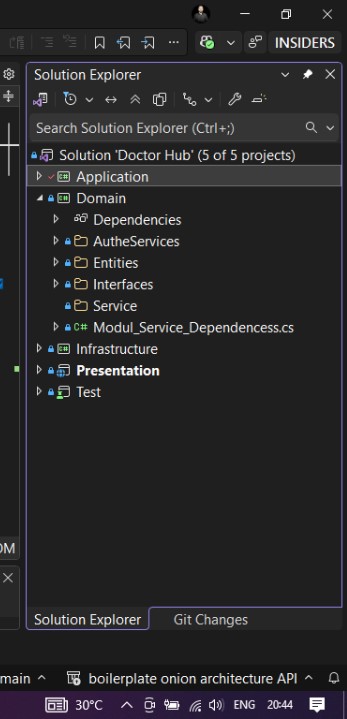 INSIDERS
Solution Explorer
Search Solution Explorer (Ctrl+;)
Solution 'Doctor Hub' (5 of 5 projects)
C# Application
C# Domain
Dependencies
AutheServices
Entities
Interfaces
Service
C# Modul_Service_Dependencess.cs
C# Infrastructure
Presentation
Test
OM
Solution Explorer Git Changes
main boilerplate onion architecture API
30°C ENG 20:44